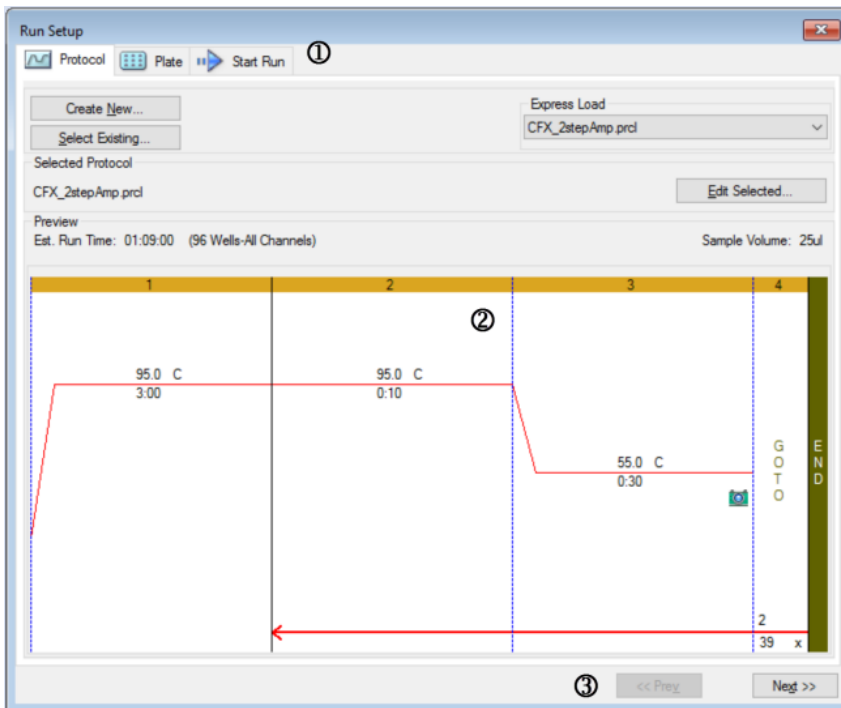 Run Setup
Protocol Plate Start Run ①
Create New...
Select Existing...
Express Load
CFX_2stepAmp.prcl
Selected Protocol
CFX_2stepAmp.prcl
Edit Selected...
Preview
Est. Run Time: 01:09:00 (96 Wells-All Channels) Sample Volume: 25ul
1 2 3 4
②
95.0 C 95.0 C
3:00 0:10
55.0 C
0:30
GOTO
END
2
39 x
③ << Prev Next >>